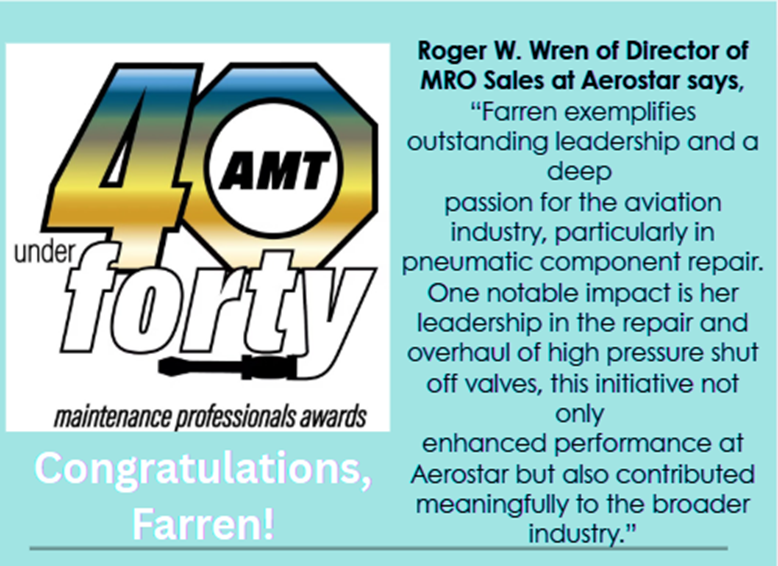 40
AMT
under
forty
maintenance professionals awards
Congratulations,
Farren!
Roger W. Wren of Director of
MRO Sales at Aerostar says,
“Farren exemplifies
outstanding leadership and a
deep
passion for the aviation
industry, particularly in
pneumatic component repair.
One notable impact is her
leadership in the repair and
overhaul of high pressure shut
off valves, this initiative not
only
enhanced performance at
Aerostar but also contributed
meaningfully to the broader
industry.”